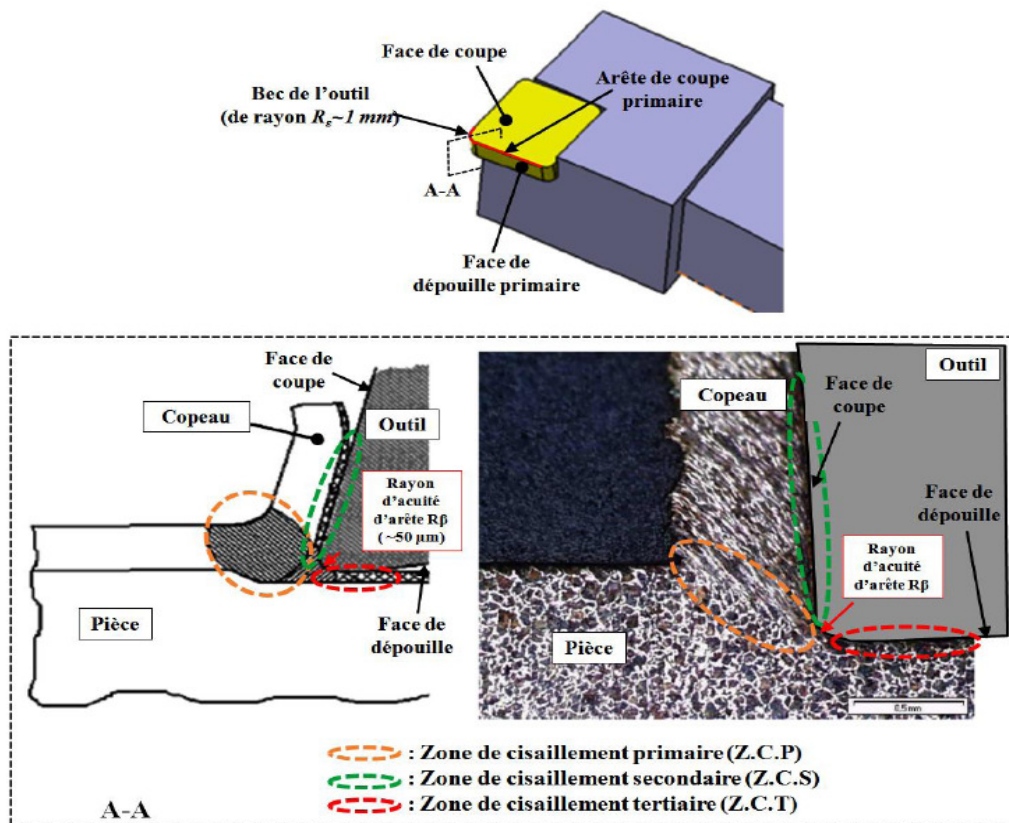 Face de coupe
Arête de coupe
primaire
Bec de l'outil
(de rayon Rε~1 mm)
A-A
Face de
dépouille primaire
Face de
coupe
Copeau
Outil
Rayon
d'acuité
d'arête Rβ
(~50 µm)
Pièce
Face de
dépouille
Copeau
Outil
Face de
coupe
Face de
dépouille
Rayon
d'acuité
d'arête Rβ
Pièce
0.5mm
: Zone de cisaillement primaire (Z.C.P)
: Zone de cisaillement secondaire (Z.C.S)
: Zone de cisaillement tertiaire (Z.C.T)
A-A